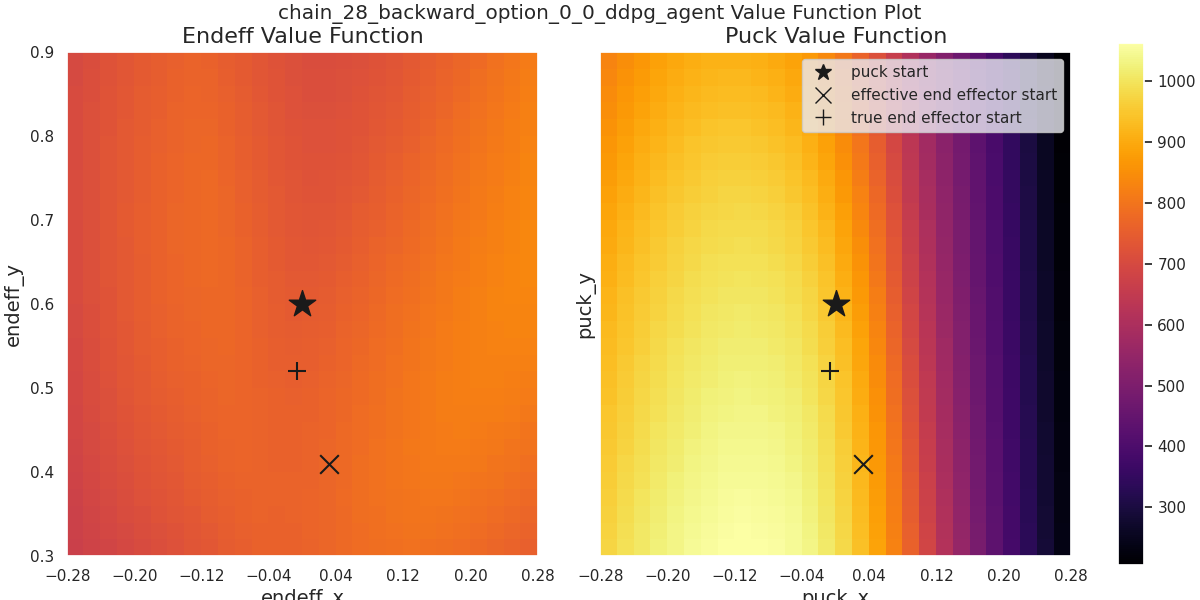 chain_28_backward_option_0_0_ddpg_agent Value Function Plot
Endeff Value Function
Puck Value Function
puck start
effective end effector start
true end effector start
0.9
0.8
0.7
0.6
0.5
0.4
0.3
endeff_y
−0.28 −0.20 −0.12 −0.04 0.04 0.12 0.20 0.28
endeff_x
puck_y
−0.28 −0.20 −0.12 −0.04 0.04 0.12 0.20 0.28
puck_x
1000
900
800
700
600
500
400
300